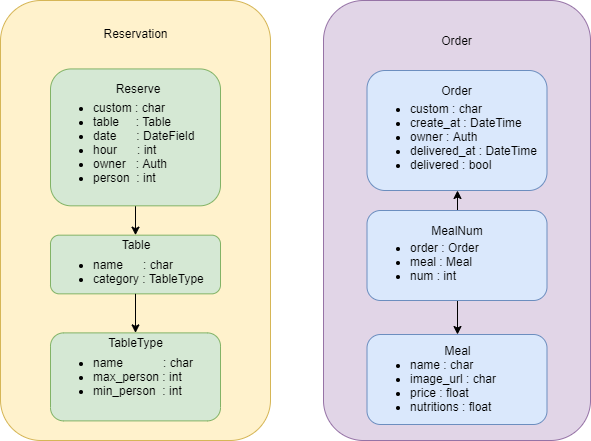 Reservation
Reserve
custom : char
table : Table
date : DateField
hour : int
owner : Auth
person : int
Table
name : char
category : TableType
TableType
name : char
max_person : int
min_person : int
Order
Order
custom : char
create_at : DateTime
owner : Auth
delivered_at : DateTime
delivered : bool
MealNum
order : Order
meal : Meal
num : int
Meal
name : char
image_url : char
price : float
nutritions : float